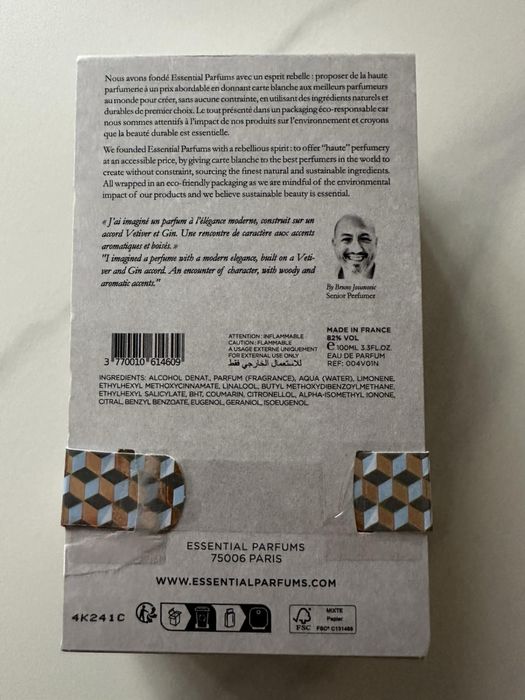 Nous avons fondé Essential Parfums avec un esprit rebelle : proposer de la haute
parfumerie à un prix abordable en donnant carte blanche aux meilleurs parfumeurs
au monde pour créer, sans aucune contrainte, en utilisant des ingrédients naturels et
durables de premier choix. Le tout présenté dans un packaging éco-responsable car
nous sommes attentifs à l'impact de nos produits sur l'environnement et croyons
que la beauté durable est essentielle.
We founded Essential Parfums with a rebellious spirit : to offer "haute" perfumery
at an accessible price, by giving carte blanche to the best perfumers in the world to
create without constraint, sourcing the finest natural and sustainable ingredients.
All wrapped in an eco-friendly packaging as we are mindful of the environmental
impact of our products and we believe sustainable beauty is essential.
« J'ai imaginé un parfum à l'élégance moderne, construit sur un
accord Vetiver et Gin. Une rencontre de caractère aux accents
aromatiques et boisés. »
"I imagined a perfume with a modern elegance, built on a Veti-
ver and Gin accord. An encounter of character, with woody and
aromatic accents."
By Bruno Jovanovic
Senior Perfumer
3 770010 614609
ATTENTION : INFLAMMABLE
CAUTION : FLAMMABLE
A USAGE EXTERNE UNIQUEMENT
FOR EXTERNAL USE ONLY
للاستعمال الخارجي فقط
MADE IN FRANCE
82% VOL
e 100ML 3.3FL.OZ.
EAU DE PARFUM
REF: 004V01N
INGREDIENTS: ALCOHOL DENAT., PARFUM (FRAGRANCE), AQUA (WATER), LIMONENE,
ETHYLHEXYL METHOXYCINNAMATE, LINALOOL, BUTYL METHOXYDIBENZOYLMETHANE,
ETHYLHEXYL SALICYLATE, BHT, COUMARIN, CITRONELLOL, ALPHA-ISOMETHYL IONONE,
CITRAL, BENZYL BENZOATE, EUGENOL, GERANIOL, ISOEUGENOL.
ESSENTIAL PARFUMS
75006 PARIS
WWW.ESSENTIALPARFUMS.COM
4K241C
FSC
MIXTE
Papier
FSC® C131465